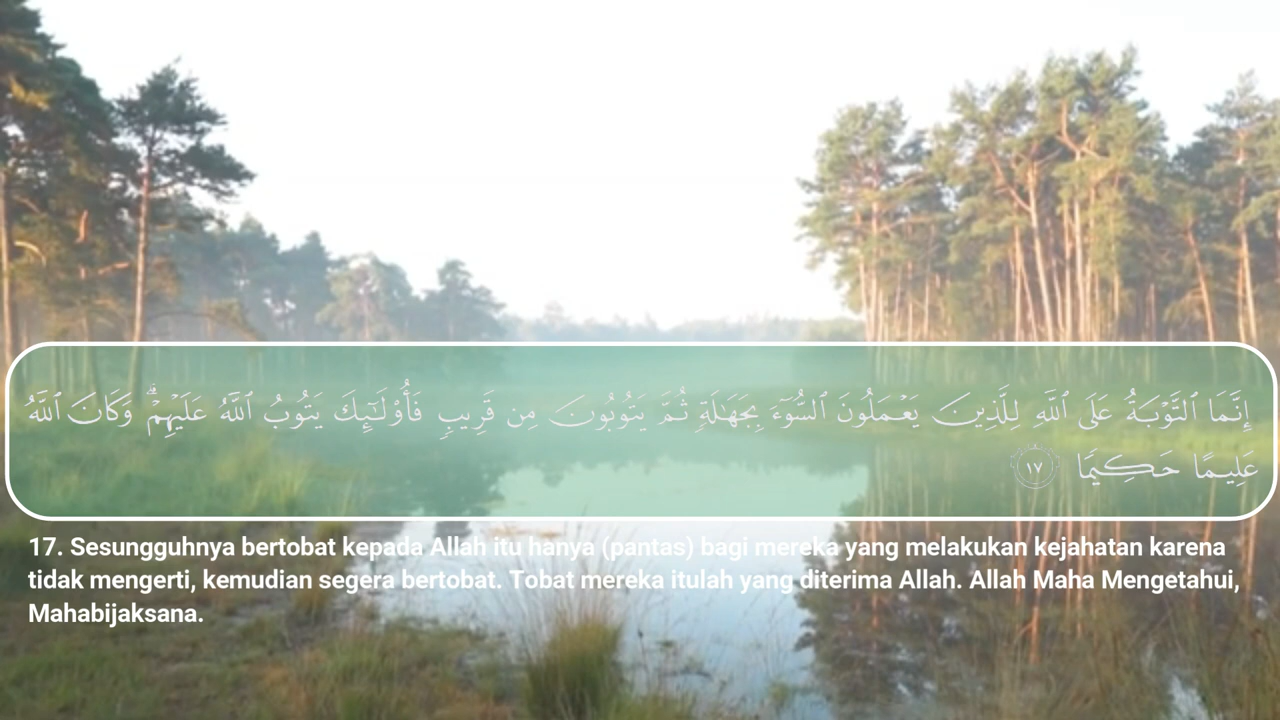 إِنَّمَا ٱلتَّوْبَةُ عَلَى ٱللَّهِ لِلَّذِينَ يَعْمَلُونَ ٱلسُّوٓءَ بِجَهَٰلَةٍ ثُمَّ يَتُوبُونَ مِن قَرِيبٍ فَأُو۟لَٰٓئِكَ يَتُوبُ ٱللَّهُ عَلَيْهِمْ ۗ وَكَانَ ٱللَّهُ
عَلِيمًا حَكِيمًا ١٧
17. Sesungguhnya bertobat kepada Allah itu hanya (pantas) bagi mereka yang melakukan kejahatan karena
tidak mengerti, kemudian segera bertobat. Tobat mereka itulah yang diterima Allah. Allah Maha Mengetahui,
Mahabijaksana.